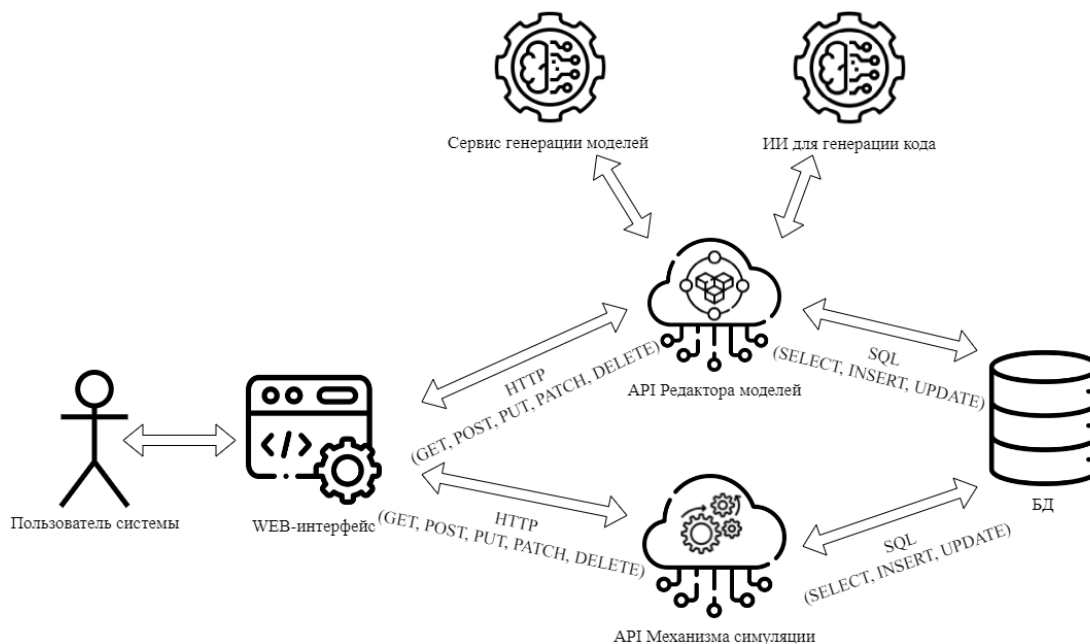 Сервис генерации моделей
ИИ для генерации кода
HTTP
(GET, POST, PUT, PATCH, DELETE)
API Редактора моделей
SQL
(SELECT, INSERT, UPDATE)
Пользователь системы
WEB-интерфейс
HTTP
(GET, POST, PUT, PATCH, DELETE)
API Механизма симуляции
SQL
(SELECT, INSERT, UPDATE)
БД